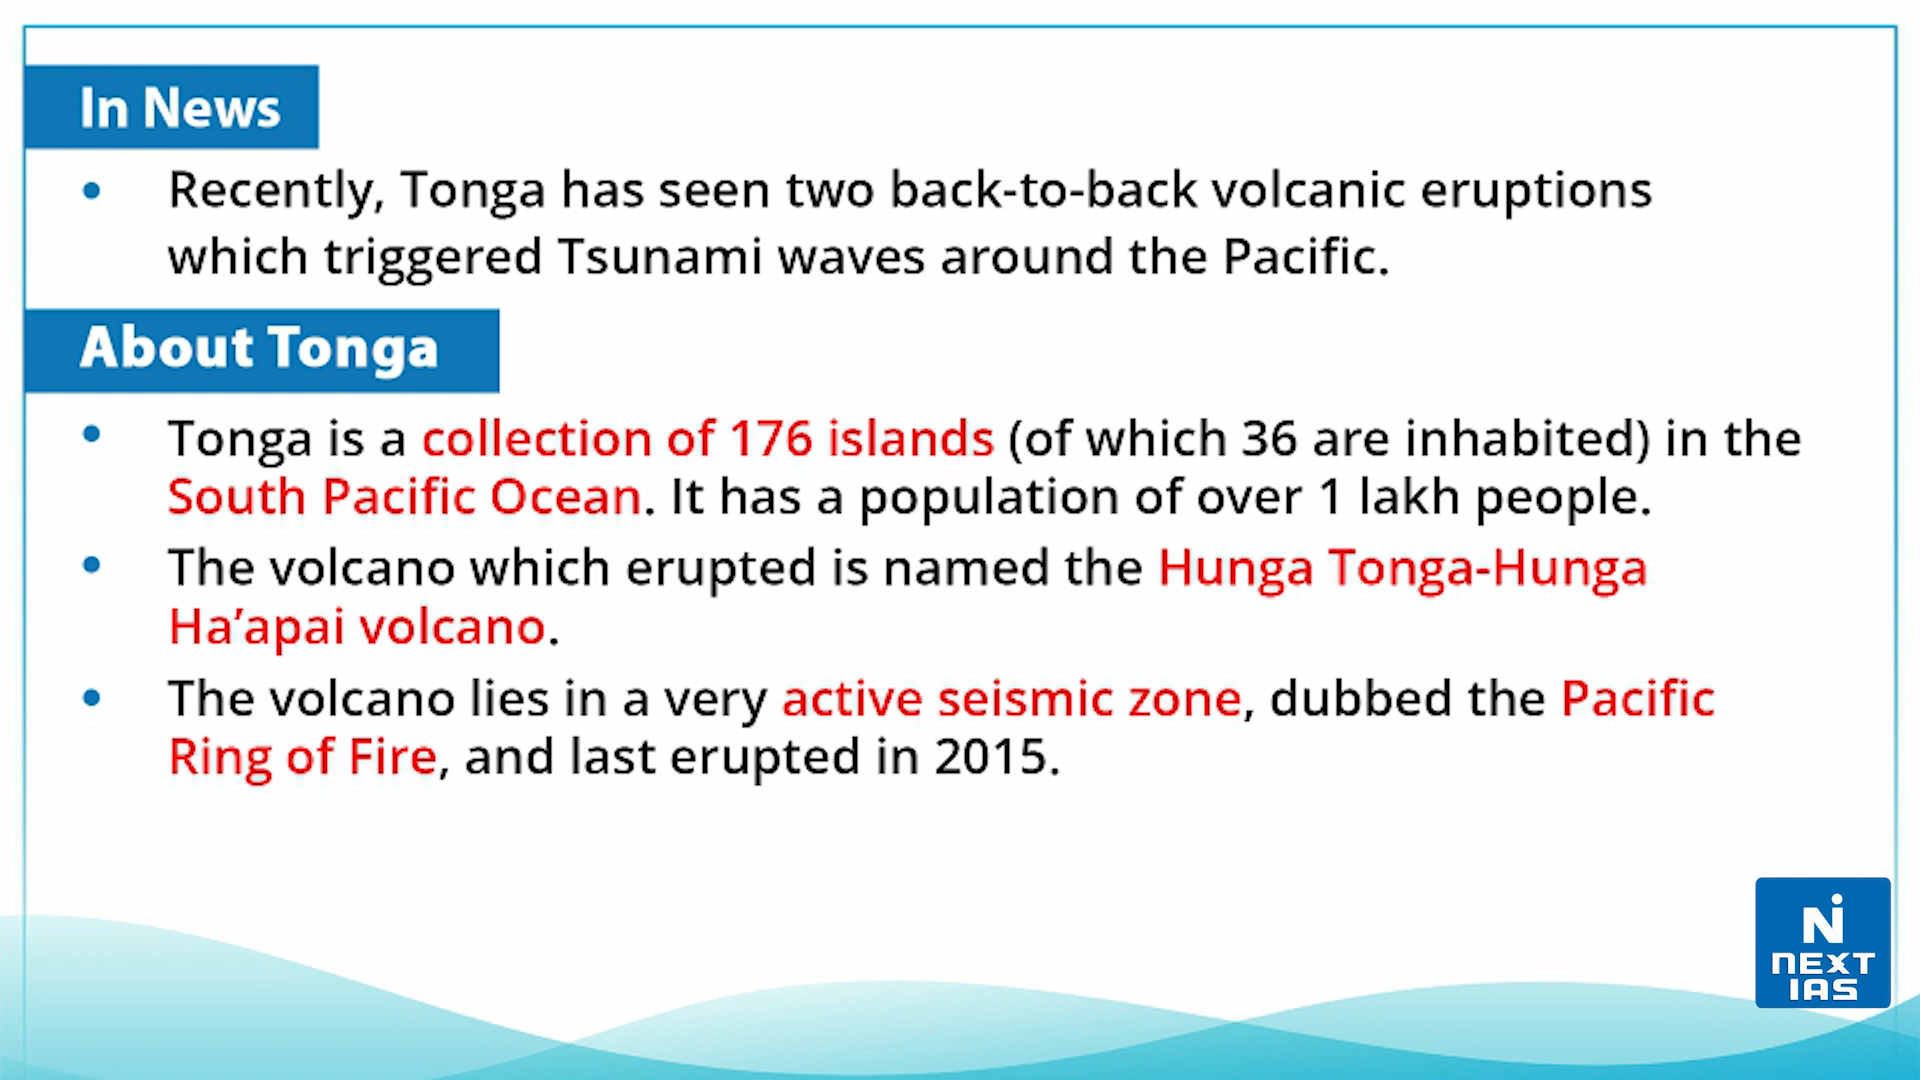 In News
• Recently, Tonga has seen two back-to-back volcanic eruptions
which triggered Tsunami waves around the Pacific.
About Tonga
• Tonga is a collection of 176 islands (of which 36 are inhabited) in the
South Pacific Ocean. It has a population of over 1 lakh people.
• The volcano which erupted is named the Hunga Tonga-Hunga
Ha’apai volcano.
• The volcano lies in a very active seismic zone, dubbed the Pacific
Ring of Fire, and last erupted in 2015.
N
NEXT
IAS